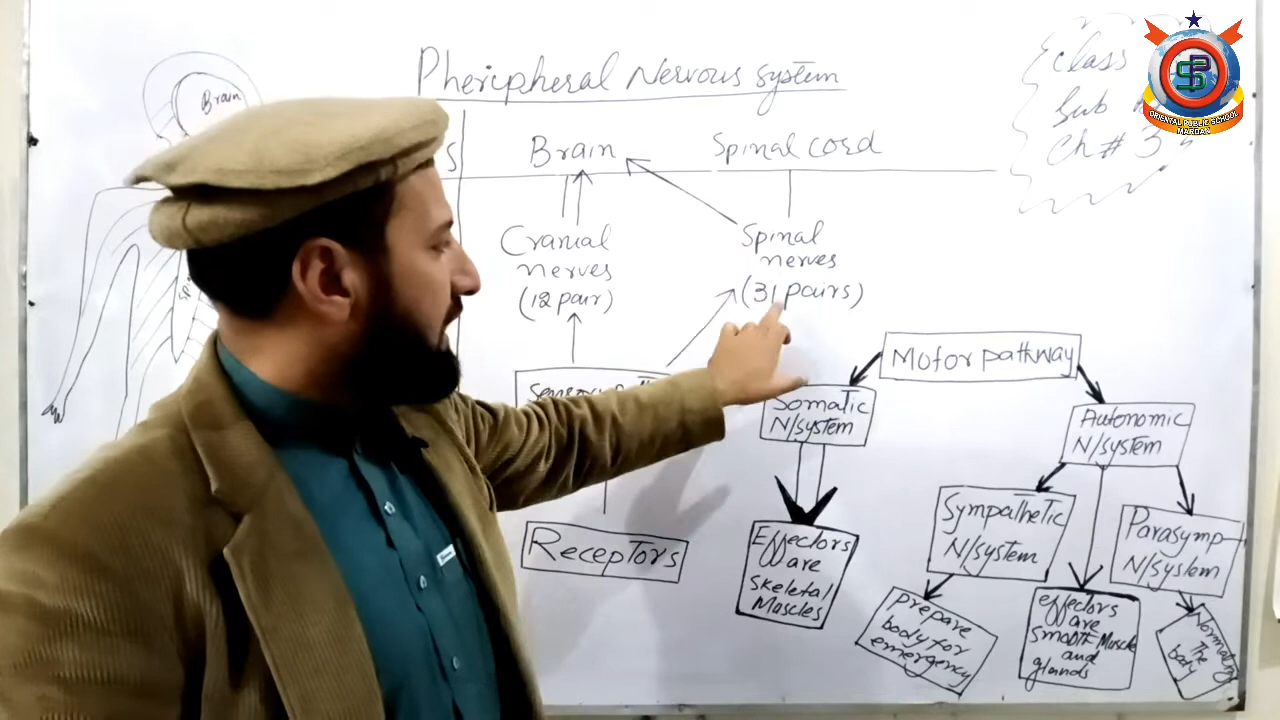 Pheripheral Nervous System
Class
Sub
Ch # 3
SPS
ORIENTAL PUBLIC SCHOOL
MARDAN
Brain
Brain
Spinal cord
Cranial
nerves
(12 pair)
Spinal
nerves
(31 pairs)
Motor pathway
Somatic
N/system
Autonomic
N/system
Receptors
Effectors
are
Skeletal
Muscles
Sympathetic
N/system
Parasymp
N/system
prepare
body for
emergency
effectors
are
Smooth Muscle
and
glands
Normalize
The
body